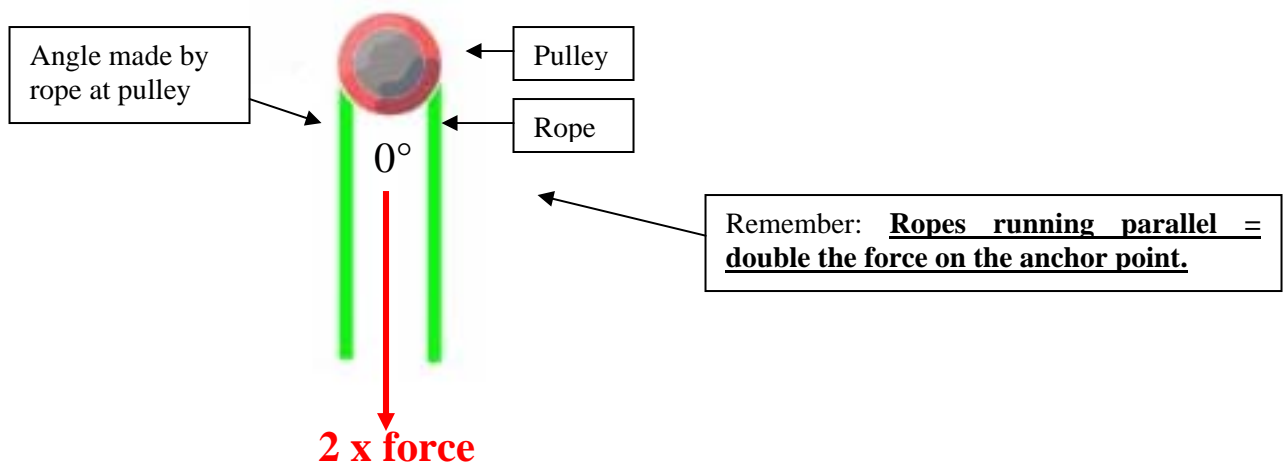 Angle made by
rope at pulley
Pulley
Rope
0°
Remember: Ropes running parallel =
double the force on the anchor point.
2 x force